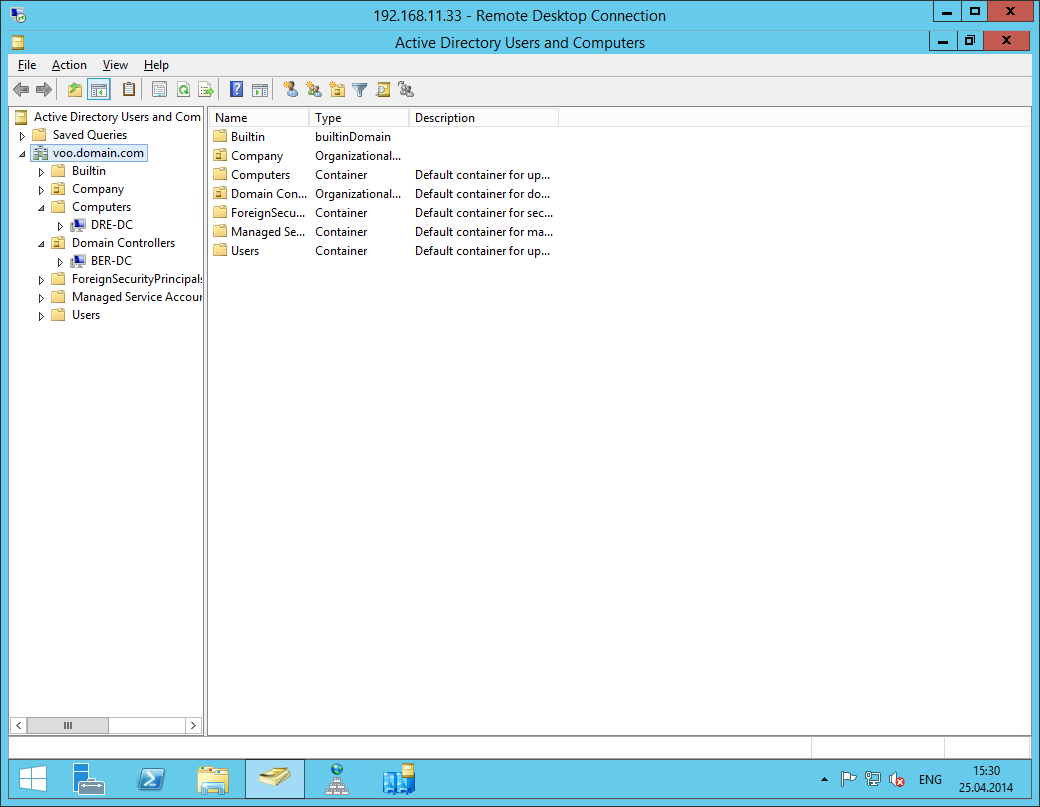 192.168.11.33 - Remote Desktop Connection
Active Directory Users and Computers
File Action View Help
Active Directory Users and Com
Saved Queries
voo.domain.com
Builtin
Company
Computers
DRE-DC
Domain Controllers
BER-DC
ForeignSecurityPrincipals
Managed Service Accour
Users
Name Type Description
Builtin builtinDomain
Company Organizational...
Computers Container Default container for up...
Domain Con... Organizational... Default container for do...
ForeignSecu... Container Default container for sec...
Managed Se... Container Default container for ma...
Users Container Default container for up...
ENG
15:30
25.04.2014